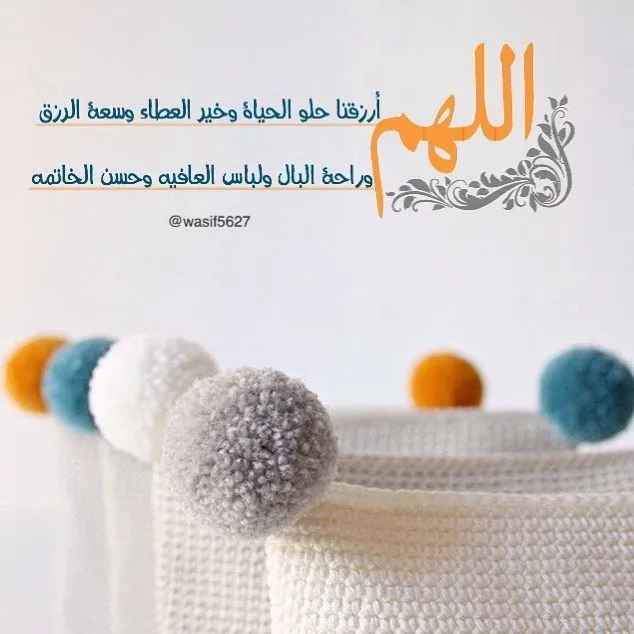 اللهم
أرزقنا حلو الحياة وخير العطاء وسعة الرزق
وراحة البال ولباس العافيه وحسن الخاتمه
@wasif5627